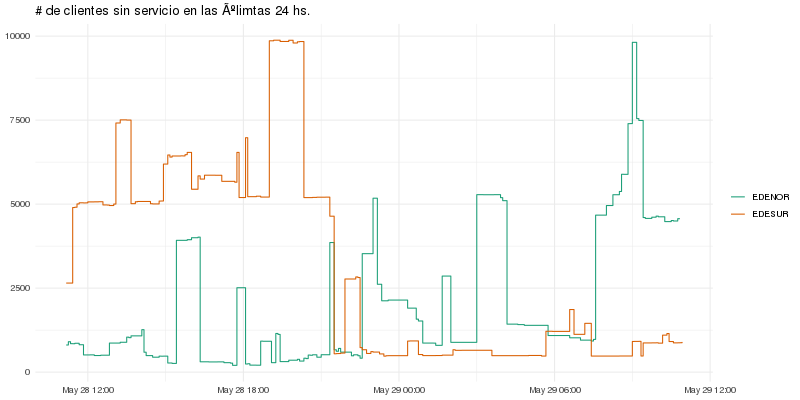 # de clientes sin servicio en las Ãºlimtas 24 hs.
10000
7500
5000
2500
0
May 28 12:00
May 28 18:00
May 29 00:00
May 29 06:00
May 29 12:00
EDENOR
EDESUR